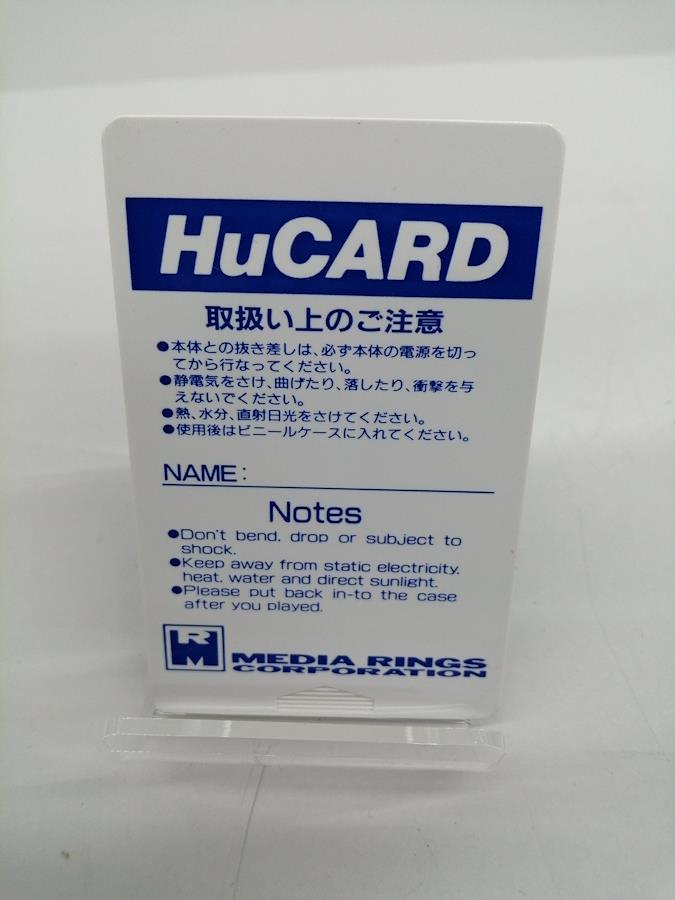 HuCARD
取扱い上のご注意
●本体との抜き差しは、必ず本体の電源を切っ
てから行なってください。
●静電気をさけ、曲げたり、落したり、衝撃を与
えないでください。
●熱、水分、直射日光をさけてください。
●使用後はビニールケースに入れてください。
NAME:
Notes
●Don't bend. drop or subject to
shock.
●Keep away from static electricity.
heat. water and direct sunlight.
●Please put back in-to the case
after you played.
RM MEDIA RINGS
CORPORATION